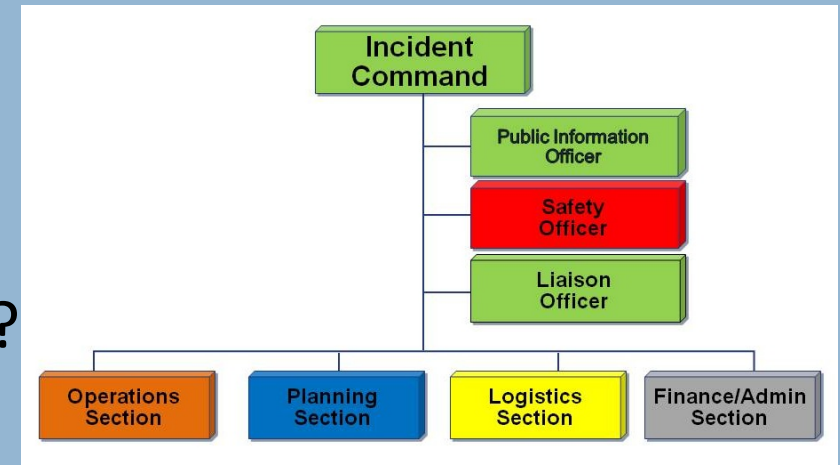 Incident
Command
Public Information
Officer
Safety
Officer
Liaison
Officer
?
Operations
Section
Planning
Section
Logistics
Section
Finance/Admin
Section